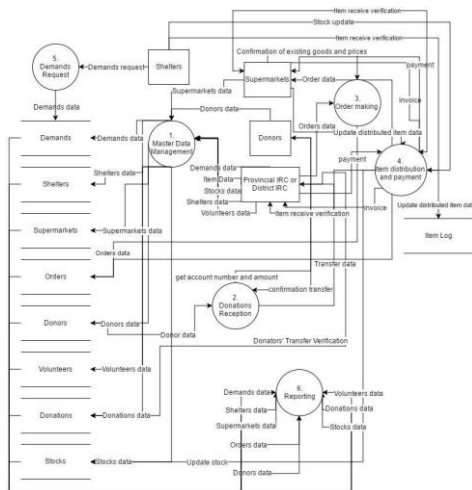 Item receive verification
Stock update
Item receive verification
5.
Demands
Request
Demands request
Shelters
Confirmation of existing goods and prices
Supermarkets
Order data
payment
Supermarkets data
3.
Order making
invoice
Demands data
Donors data
Orders data
Update distributed item data
Demands
Demands data
1.
Master Data
Management
Donors
payment
4.
Item distribution
and payment
Shelters data
Demands data
Item Data
Stocks data
Shelters data
Volunteers data
Provincial IRC or
District IRC
Shelters
Update distributed item data
Item receive verification
invoice
Supermarkets
Supermarkets data
Item Log
Orders data
Transfer data
Orders
get account number and amount
confirmation transfer
2.
Donations
Reception
Donors
Donors data
Donor data
Donators' Transfer Verification
Volunteers
Volunteers data
Demands data
6.
Reporting
Volunteers data
Shelters data
Donations data
Donations
Donations data
Supermarkets data
Stocks data
Orders data
Stocks
Stocks data
Update stock
Donors data